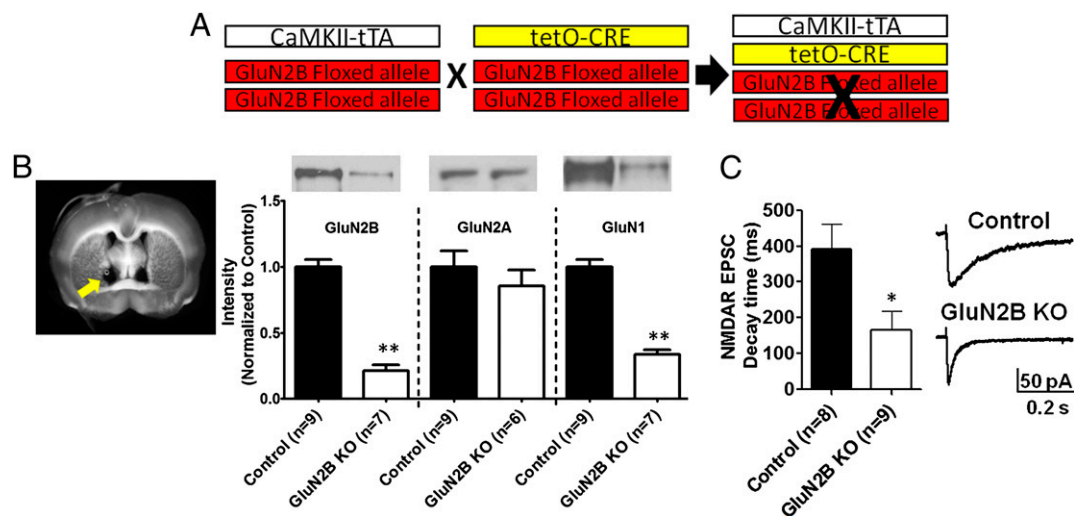 A
CaMKII-tTA
GluN2B Floxed allele
GluN2B Floxed allele
X
tetO-CRE
GluN2B Floxed allele
GluN2B Floxed allele
CaMKII-tTA
tetO-CRE
GluN2B Floxed allele
GluN2B Floxed allele
X
B
Intensity
(Normalized to Control)
1.5
1.0
0.5
0.0
GluN2B
GluN2A
GluN1
**
**
Control (n=9)
GluN2B KO (n=7)
Control (n=9)
GluN2B KO (n=6)
Control (n=9)
GluN2B KO (n=7)
C
NMDAR EPSC
Decay time (ms)
500
400
300
200
100
0
*
Control (n=8)
GluN2B KO (n=9)
Control
GluN2B KO
50 pA
0.2 s